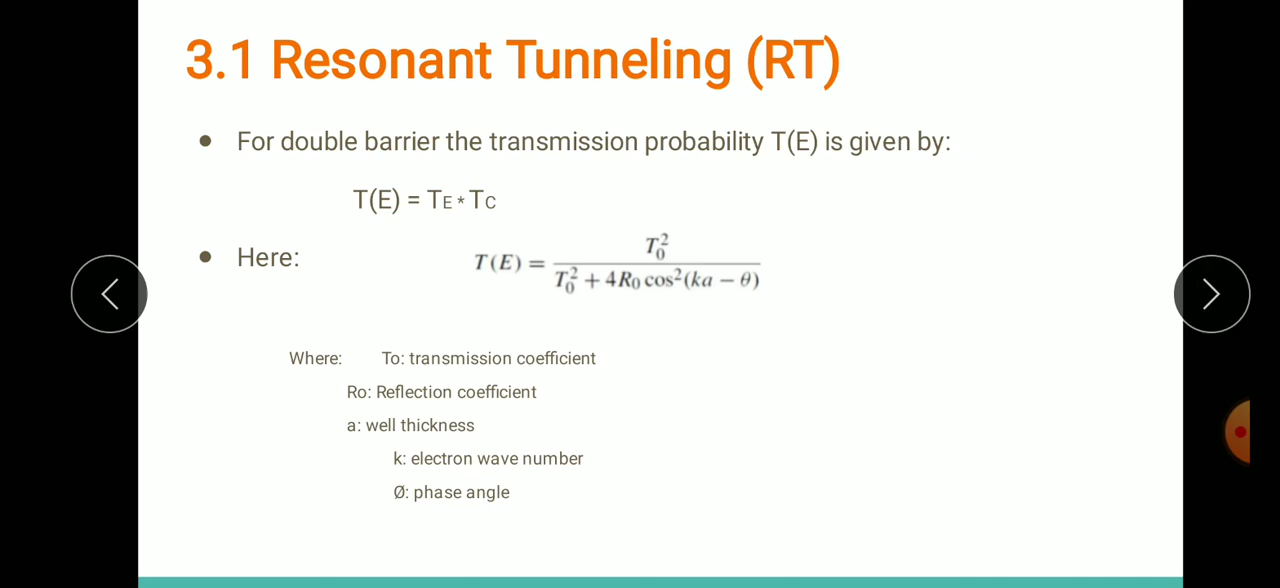 3.1 Resonant Tunneling (RT)
● For double barrier the transmission probability T(E) is given by:
T(E) = TE * TC
● Here: T(E) = T₀² / (T₀² + 4R₀ cos²(ka − θ))
Where: To: transmission coefficient
Ro: Reflection coefficient
a: well thickness
k: electron wave number
Ø: phase angle